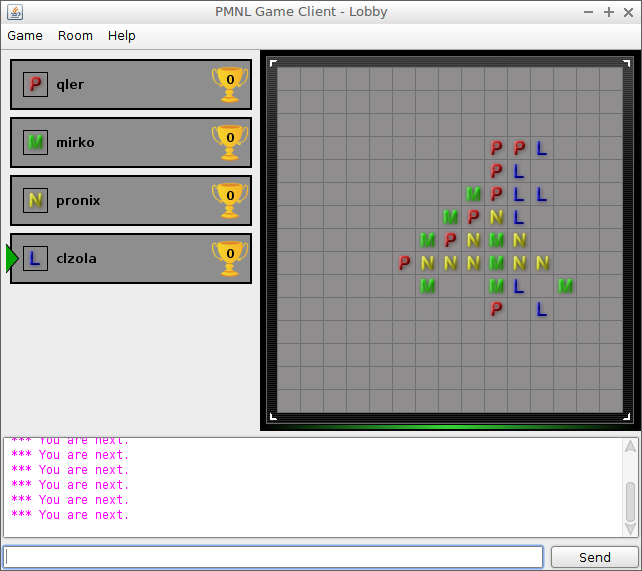 PMNL Game Client - Lobby
Game Room Help
P qler 0
M mirko 0
N pronix 0
L clzola 0
P P L
P L
M P L L
M P N L
M P N M N
P N N N M N N
M M L M
P L
*** You are next.
*** You are next.
*** You are next.
*** You are next.
*** You are next.
*** You are next.
Send